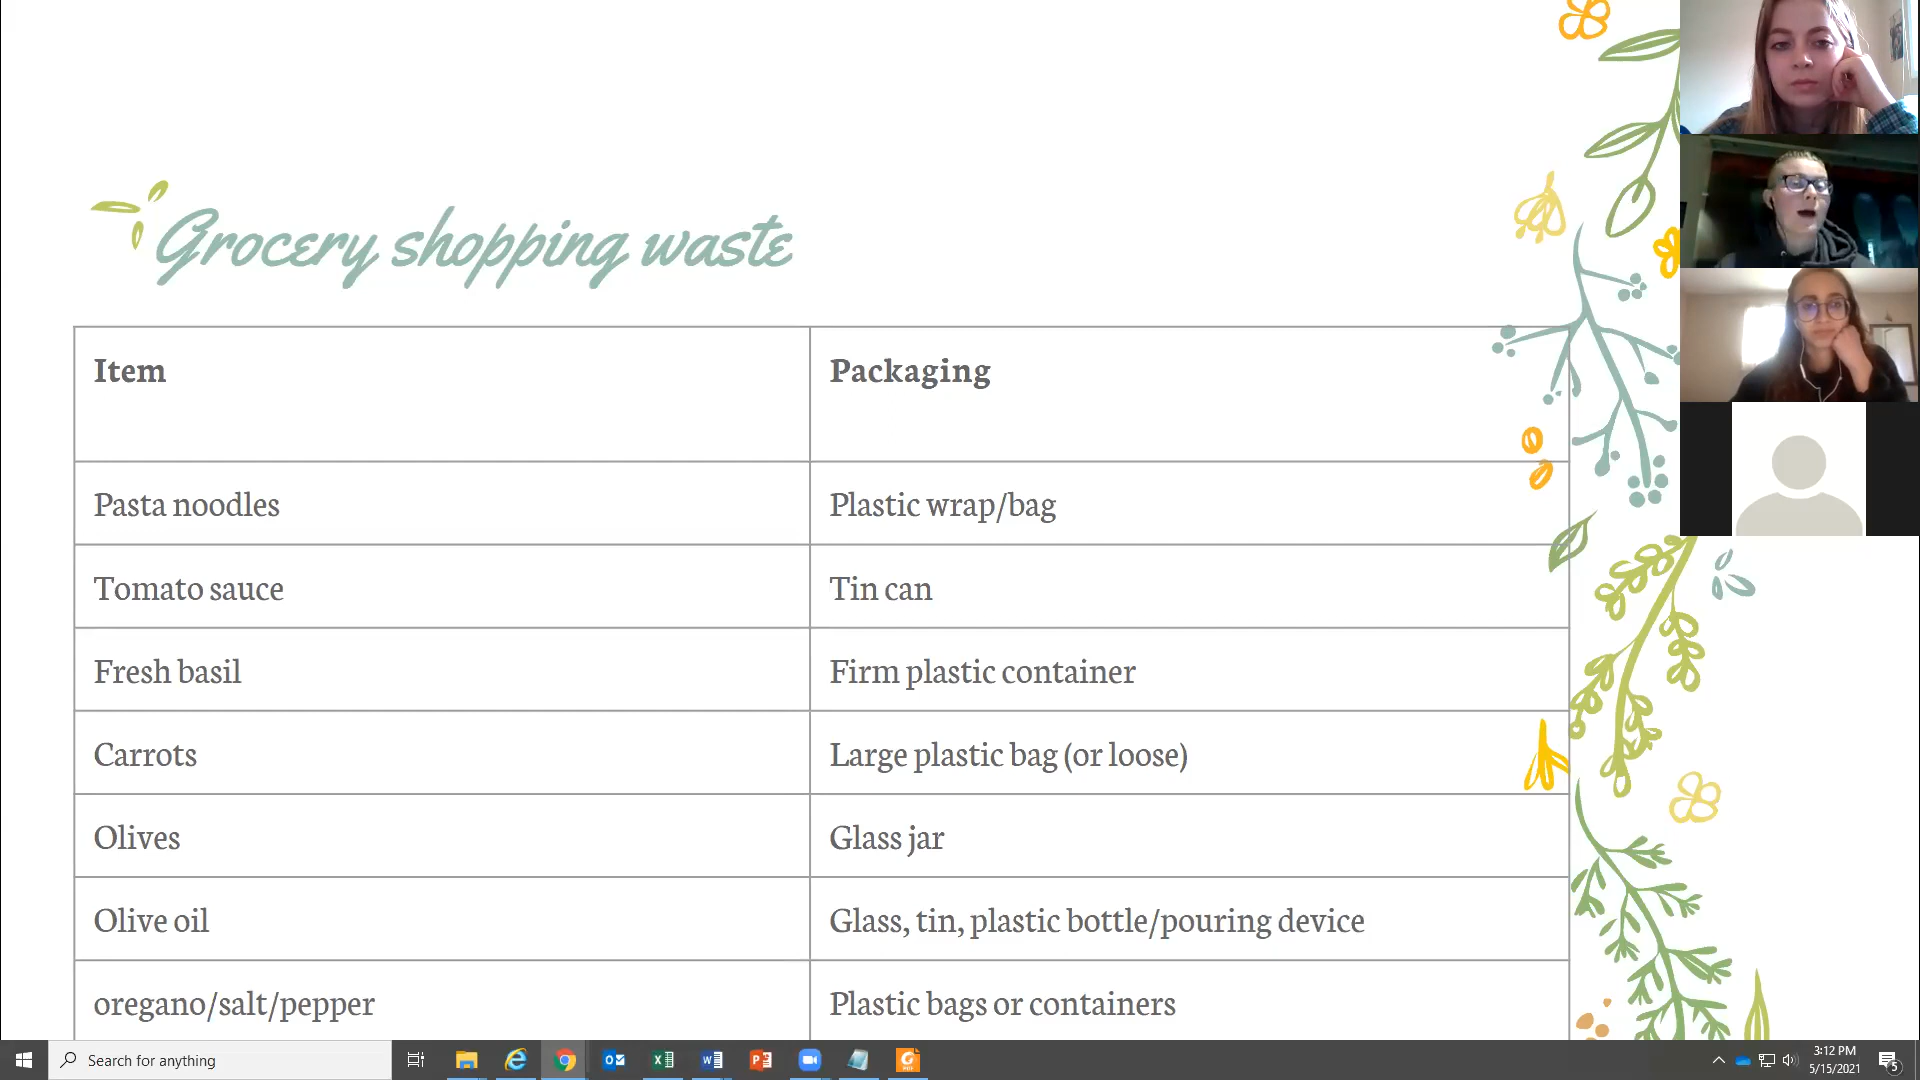 Grocery shopping waste
Item Packaging
Pasta noodles Plastic wrap/bag
Tomato sauce Tin can
Fresh basil Firm plastic container
Carrots Large plastic bag (or loose)
Olives Glass jar
Olive oil Glass, tin, plastic bottle/pouring device
oregano/salt/pepper Plastic bags or containers
Search for anything
3:12 PM
5/15/2021
5